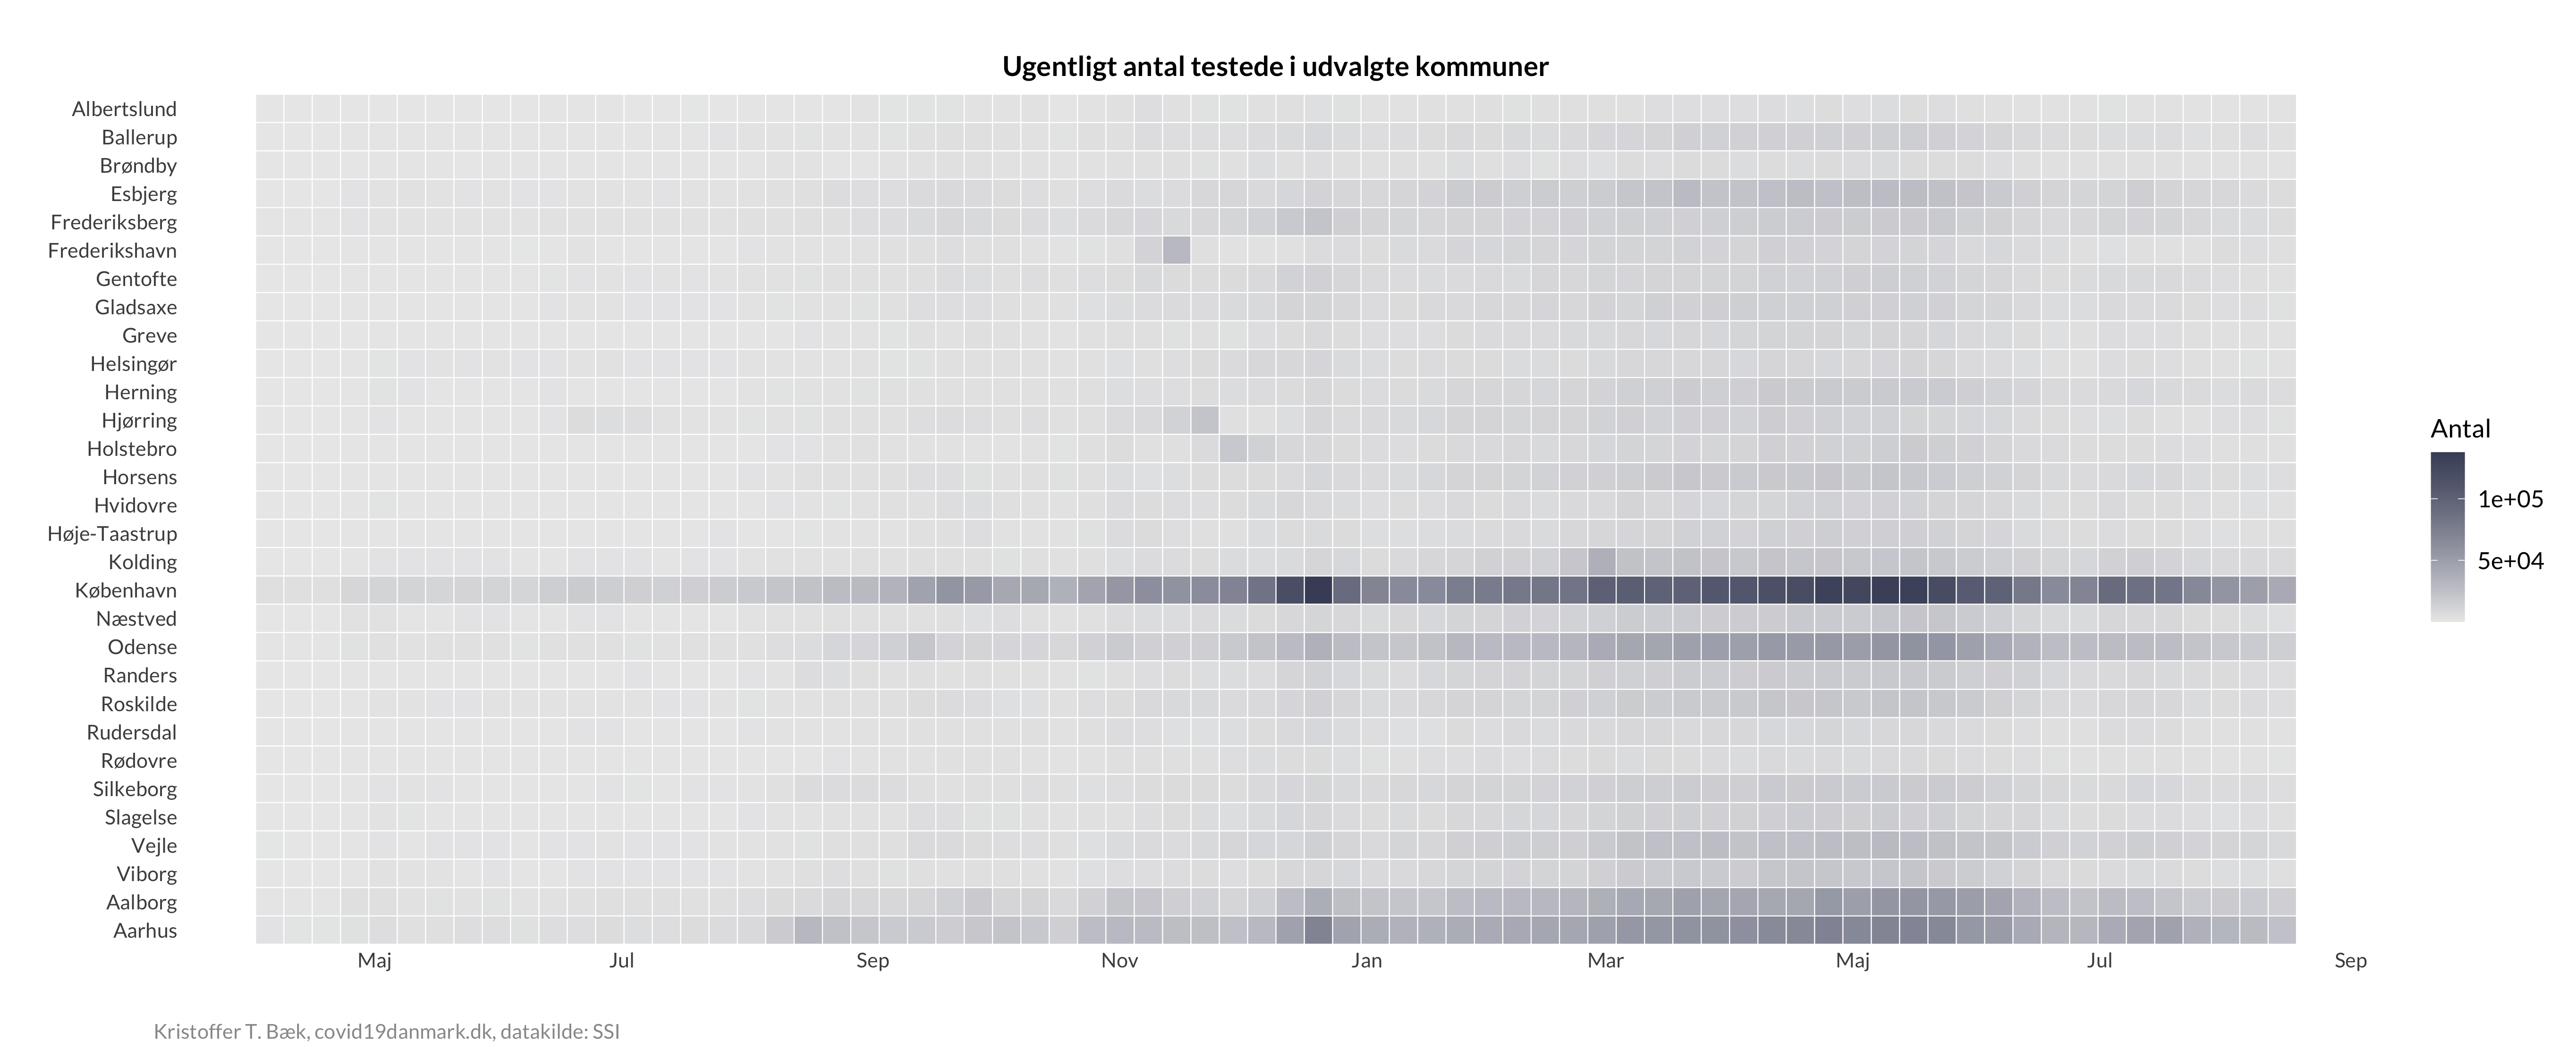 Ugentligt antal testede i udvalgte kommuner
Albertslund
Ballerup
Brøndby
Esbjerg
Frederiksberg
Frederikshavn
Gentofte
Gladsaxe
Greve
Helsingør
Herning
Hjørring
Holstebro
Horsens
Hvidovre
Høje-Taastrup
Kolding
København
Næstved
Odense
Randers
Roskilde
Rudersdal
Rødovre
Silkeborg
Slagelse
Vejle
Viborg
Aalborg
Aarhus
Maj Jul Sep Nov Jan Mar Maj Jul Sep
Antal
1e+05
5e+04
Kristoffer T. Bæk, covid19danmark.dk, datakilde: SSI